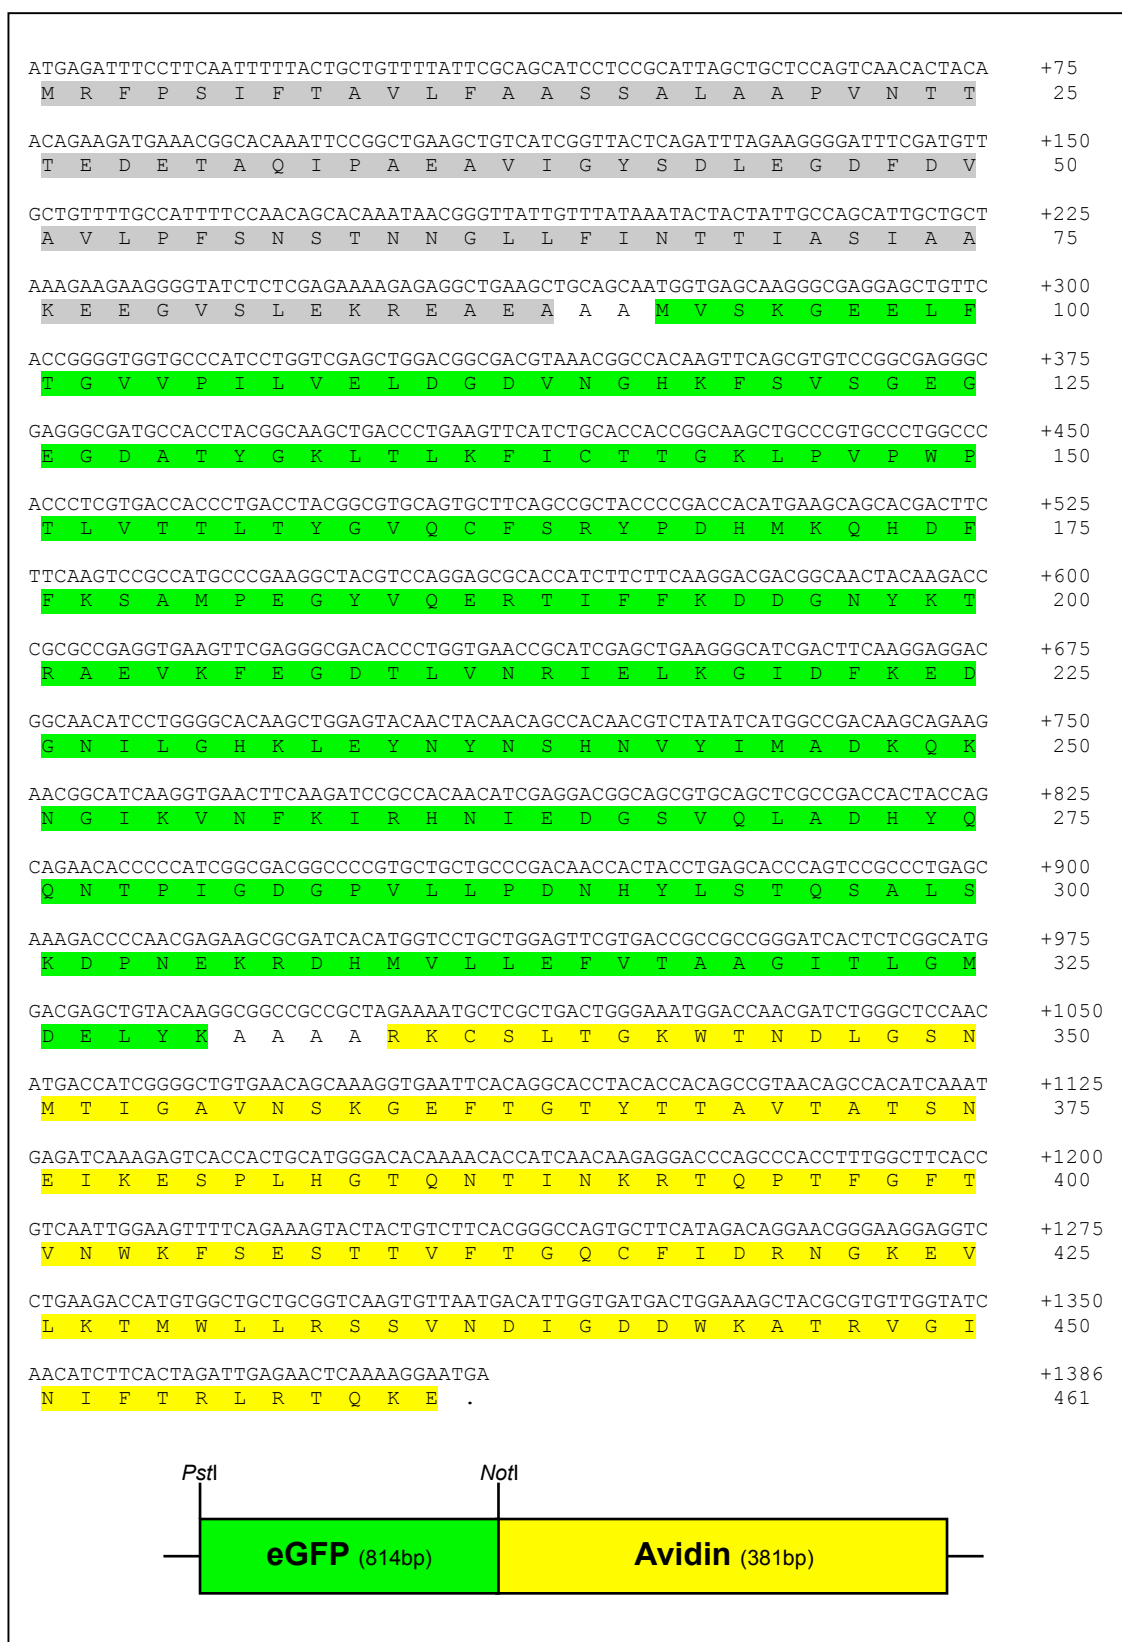 ATGAGATTTCCTTCAATTTTTACTGCTGTTTTATTCGCAGCATCCTCCGCATTAGCTGCTCCAGTCAACACTACA +75
M R F P S I F T A V L F A A S S A L A A P V N T T 25
ACAGAAGATGAAACGGCACAAATTCCGGCTGAAGCTGTCATCGGTTACTCAGATTTAGAAGGGGATTTCGATGTT +150
T E D E T A Q I P A E A V I G Y S D L E G D F D V 50
GCTGTTTTGCCATTTTCCAACAGCACAAATAACGGGTTATTGTTTATAAATACTACTATTGCCAGCATTGCTGCT +225
A V L P F S N S T N N G L L F I N T T I A S I A A 75
AAAGAAGAAGGGGTATCTCTCGAGAAAAGAGAGGCTGAAGCTGCAGCAATGGTGAGCAAGGGCGAGGAGCTGTTC +300
K E E G V S L E K R E A E A A A M V S K G E E L F 100
ACCGGGGTGGTGCCCATCCTGGTCGAGCTGGACGGCGACGTAAACGGCCACAAGTTCAGCGTGTCCGGCGAGGGC +375
T G V V P I L V E L D G D V N G H K F S V S G E G 125
GAGGGCGATGCCACCTACGGCAAGCTGACCCTGAAGTTCATCTGCACCACCGGCAAGCTGCCCGTGCCCTGGCCC +450
E G D A T Y G K L T L K F I C T T G K L P V P W P 150
ACCCTCGTGACCACCCTGACCTACGGCGTGCAGTGCTTCAGCCGCTACCCCGACCACATGAAGCAGCACGACTTC +525
T L V T T L T Y G V Q C F S R Y P D H M K Q H D F 175
TTCAAGTCCGCCATGCCCGAAGGCTACGTCCAGGAGCGCACCATCTTCTTCAAGGACGACGGCAACTACAAGACC +600
F K S A M P E G Y V Q E R T I F F K D D G N Y K T 200
CGCGCCGAGGTGAAGTTCGAGGGCGACACCCTGGTGAACCGCATCGAGCTGAAGGGCATCGACTTCAAGGAGGAC +675
R A E V K F E G D T L V N R I E L K G I D F K E D 225
GGCAACATCCTGGGGCACAAGCTGGAGTACAACTACAACAGCCACAACGTCTATATCATGGCCGACAAGCAGAAG +750
G N I L G H K L E Y N Y N S H N V Y I M A D K Q K 250
AACGGCATCAAGGTGAACTTCAAGATCCGCCACAACATCGAGGACGGCAGCGTGCAGCTCGCCGACCACTACCAG +825
N G I K V N F K I R H N I E D G S V Q L A D H Y Q 275
CAGAACACCCCCATCGGCGACGGCCCCGTGCTGCTGCCCGACAACCACTACCTGAGCACCCAGTCCGCCCTGAGC +900
Q N T P I G D G P V L L P D N H Y L S T Q S A L S 300
AAAGACCCCAACGAGAAGCGCGATCACATGGTCCTGCTGGAGTTCGTGACCGCCGCCGGGATCACTCTCGGCATG +975
K D P N E K R D H M V L L E F V T A A G I T L G M 325
GACGAGCTGTACAAGGCGGCCGCCGCTAGAAAATGCTCGCTGACTGGGAAATGGACCAACGATCTGGGCTCCAAC +1050
D E L Y K A A A A R K C S L T G K W T N D L G S N 350
ATGACCATCGGGGCTGTGAACAGCAAAGGTGAATTCACAGGCACCTACACCACAGCCGTAACAGCCACATCAAAT +1125
M T I G A V N S K G E F T G T Y T T A V T A T S N 375
GAGATCAAAGAGTCACCACTGCATGGGACACAAAACACCATCAACAAGAGGACCCAGCCCACCTTTGGCTTCACC +1200
E I K E S P L H G T Q N T I N K R T Q P T F G F T 400
GTCAATTGGAAGTTTTCAGAAAGTACTACTGTCTTCACGGGCCAGTGCTTCATAGACAGGAACGGGAAGGAGGTC +1275
V N W K F S E S T T V F T G Q C F I D R N G K E V 425
CTGAAGACCATGTGGCTGCTGCGGTCAAGTGTTAATGACATTGGTGATGACTGGAAAGCTACGCGTGTTGGTATC +1350
L K T M W L L R S S V N D I G D D W K A T R V G I 450
AACATCTTCACTAGATTGAGAACTCAAAAGGAATGA +1386
N I F T R L R T Q K E . 461
PstI NotI
eGFP (814bp) Avidin (381bp)